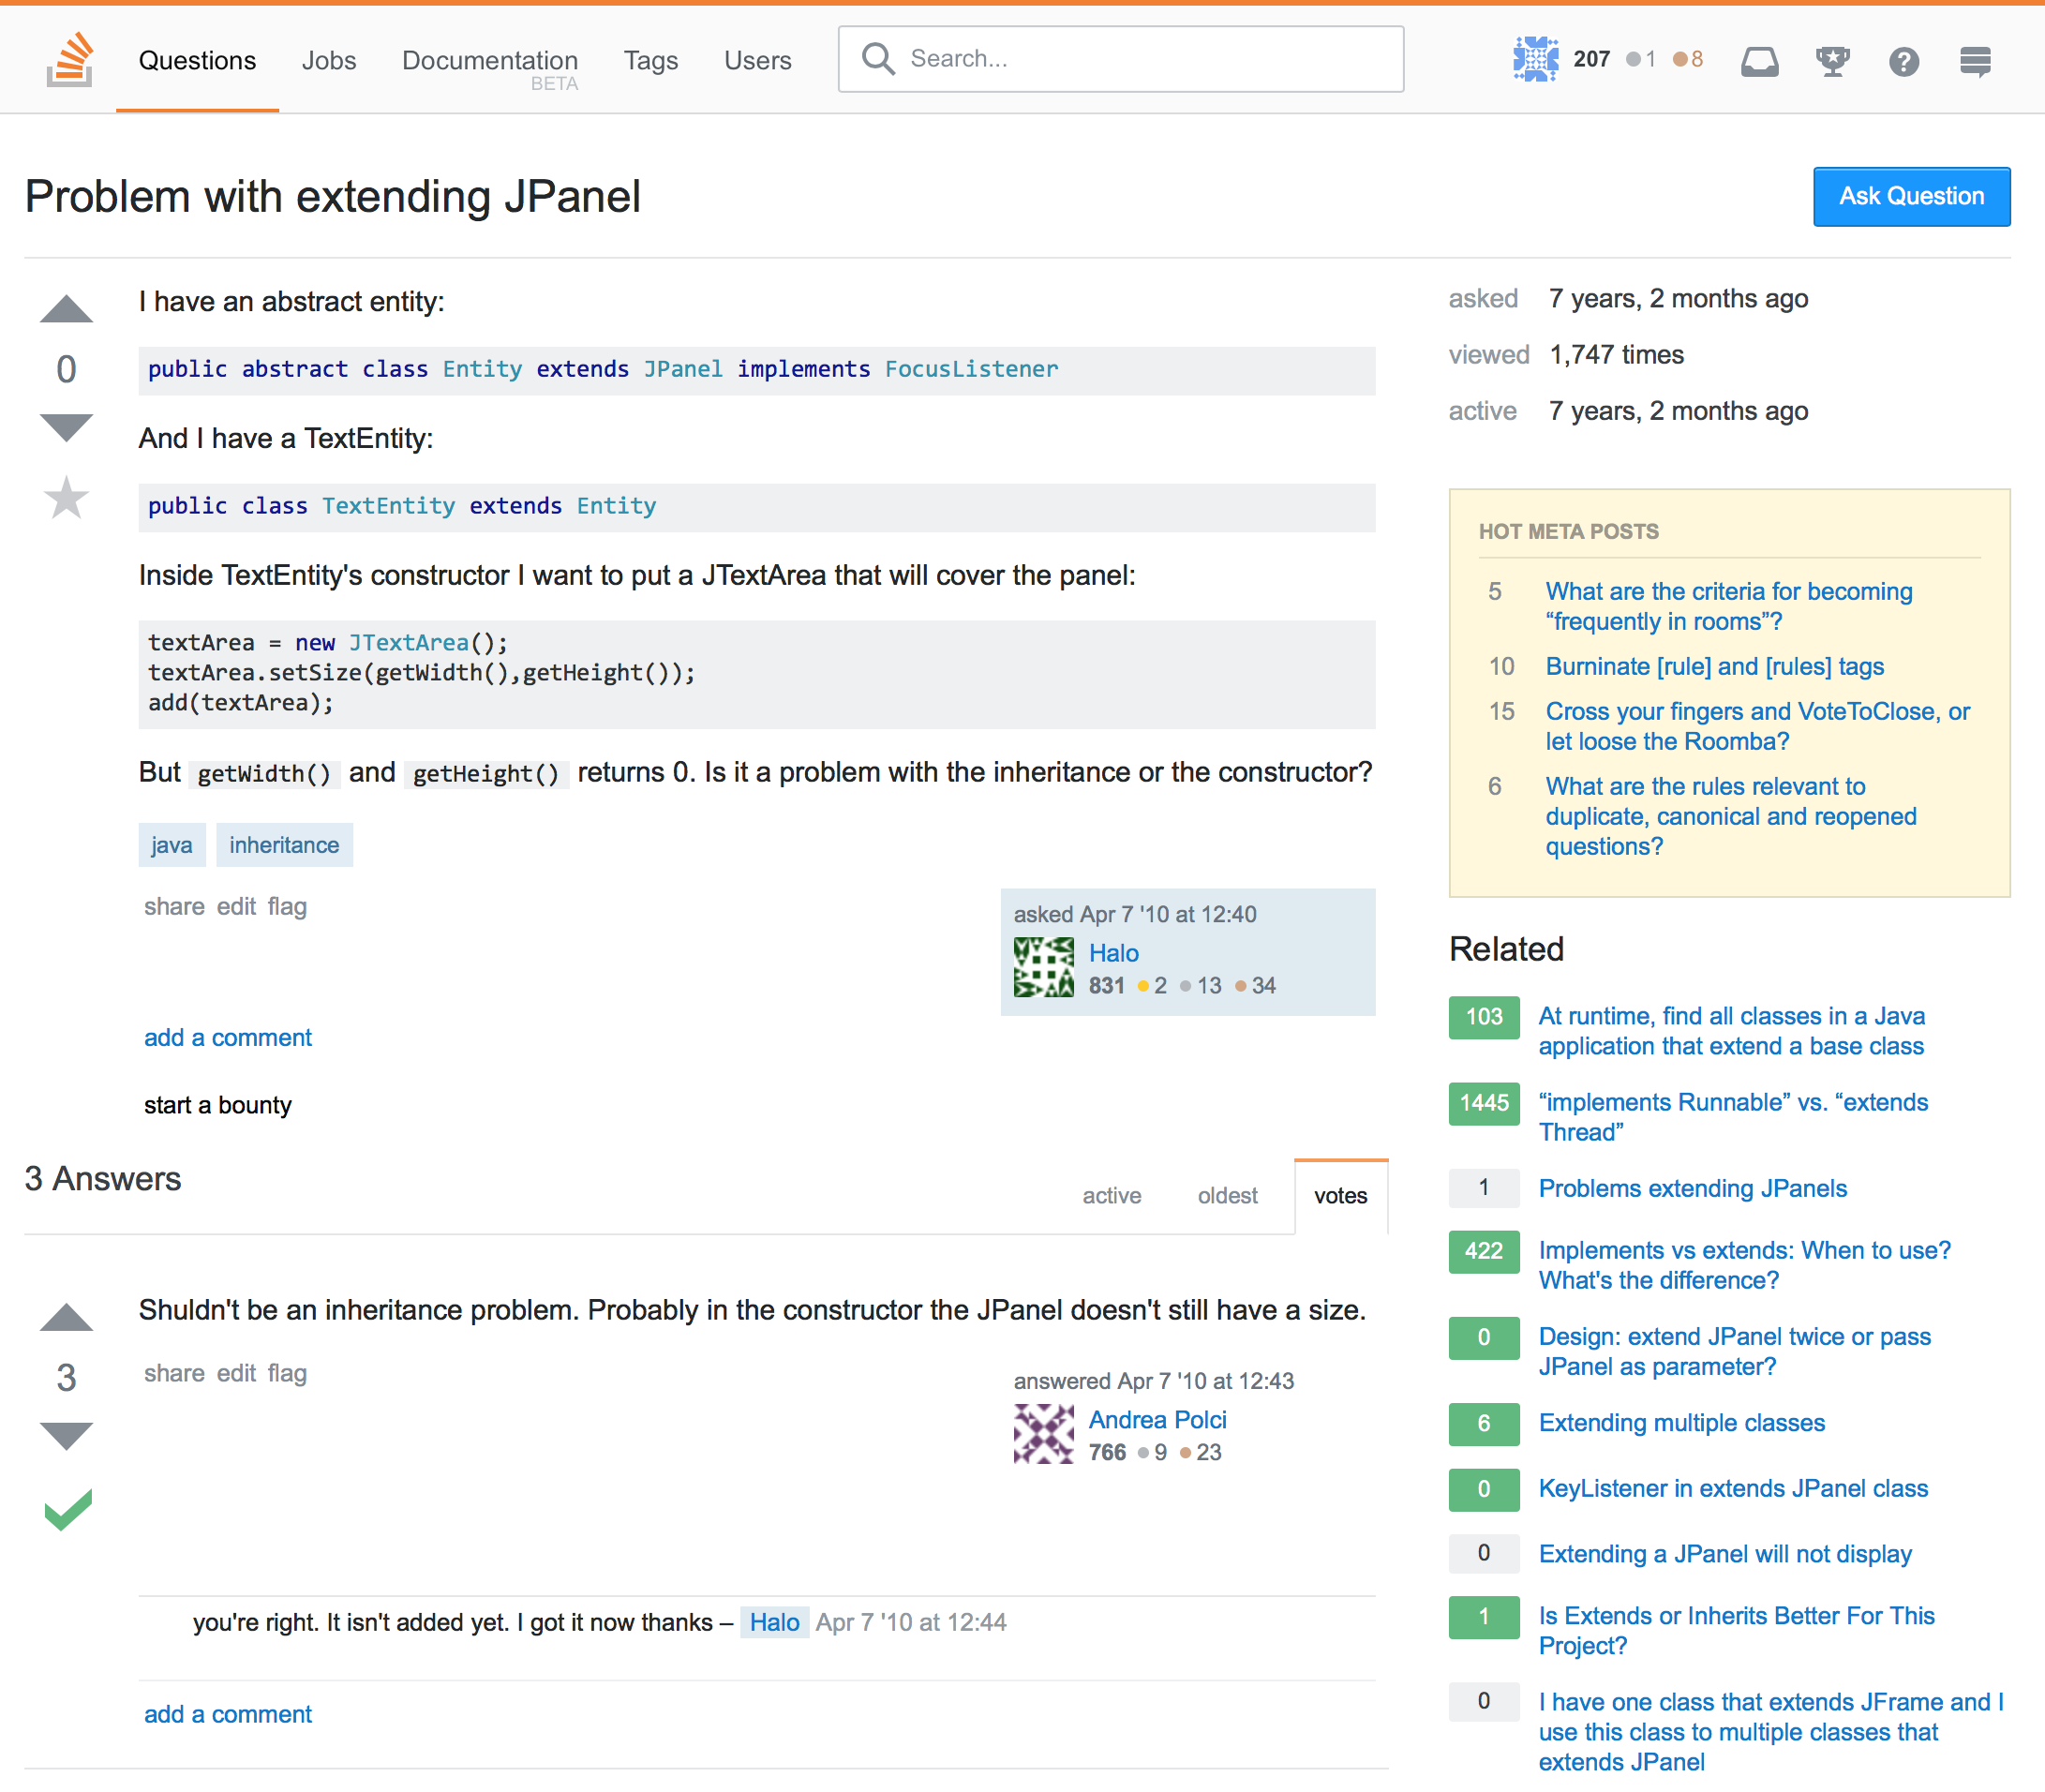 Questions Jobs Documentation Tags Users Search... 207 1 8
BETA
Problem with extending JPanel
Ask Question
I have an abstract entity:
0
public abstract class Entity extends JPanel implements FocusListener
And I have a TextEntity:
public class TextEntity extends Entity
Inside TextEntity's constructor I want to put a JTextArea that will cover the panel:
textArea = new JTextArea();
textArea.setSize(getWidth(),getHeight());
add(textArea);
But getWidth() and getHeight() returns 0. Is it a problem with the inheritance or the constructor?
java inheritance
share edit flag
asked Apr 7 '10 at 12:40
Halo
831 2 13 34
add a comment
start a bounty
3 Answers
active oldest votes
Shuldn't be an inheritance problem. Probably in the constructor the JPanel doesn't still have a size.
3
share edit flag
answered Apr 7 '10 at 12:43
Andrea Polci
766 9 23
you're right. It isn't added yet. I got it now thanks – Halo Apr 7 '10 at 12:44
add a comment
asked 7 years, 2 months ago
viewed 1,747 times
active 7 years, 2 months ago
HOT META POSTS
5 What are the criteria for becoming
“frequently in rooms”?
10 Burninate [rule] and [rules] tags
15 Cross your fingers and VoteToClose, or
let loose the Roomba?
6 What are the rules relevant to
duplicate, canonical and reopened
questions?
Related
103 At runtime, find all classes in a Java
application that extend a base class
1445 “implements Runnable” vs. “extends
Thread”
1 Problems extending JPanels
422 Implements vs extends: When to use?
What's the difference?
0 Design: extend JPanel twice or pass
JPanel as parameter?
6 Extending multiple classes
0 KeyListener in extends JPanel class
0 Extending a JPanel will not display
1 Is Extends or Inherits Better For This
Project?
0 I have one class that extends JFrame and I
use this class to multiple classes that
extends JPanel